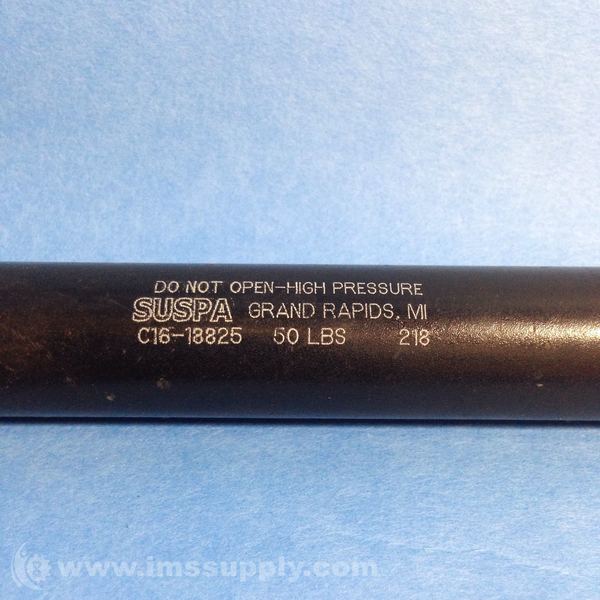 DO NOT OPEN-HIGH PRESSURE
SUSPA GRAND RAPIDS, MI
C16-18825 50 LBS 218
www.imssupply.com